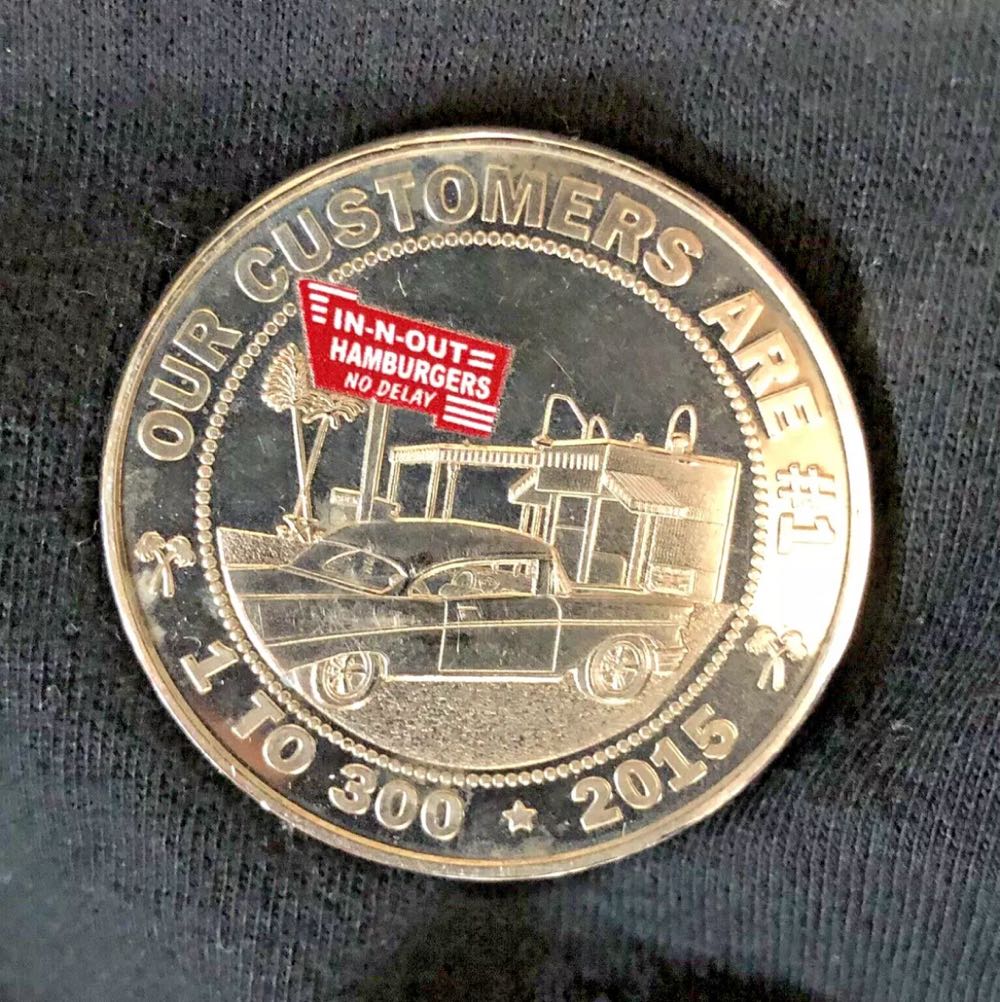 OUR CUSTOMERS ARE #1
IN-N-OUT
HAMBURGERS
NO DELAY
1 TO 300 ★ 2015